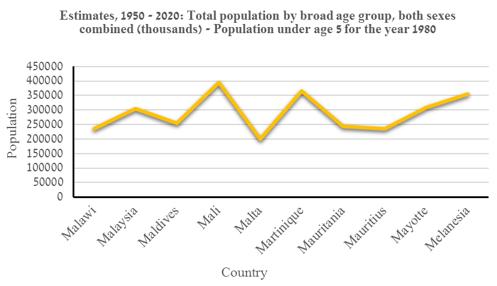 Estimates, 1950 - 2020: Total population by broad age group, both sexes
combined (thousands) - Population under age 5 for the year 1980
450000
400000
350000
300000
250000
200000
150000
100000
50000
0
Population
Malawi
Malaysia
Maldives
Mali
Malta
Martinique
Mauritania
Mauritius
Mayotte
Melanesia
Country